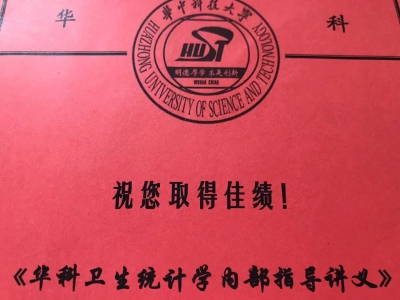 华 科
华中科技大学
HUAZHONG UNIVERSITY OF SCIENCE AND TECHNOLOGY
HUST
明德厚学 求是创新
WUHAN CHINA
祝您取得佳绩!
《华科卫生统计学内部指导讲义》